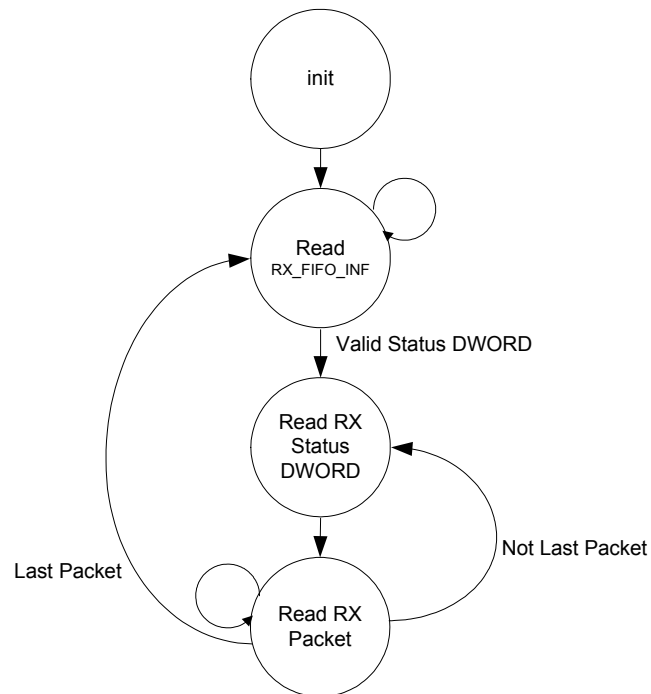 init
Read
RX_FIFO_INF
Valid Status DWORD
Read RX
Status
DWORD
Not Last Packet
Last Packet
Read RX
Packet